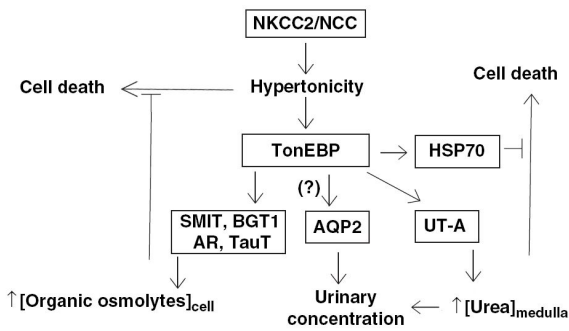 NKCC2/NCC
Cell death
Hypertonicity
Cell death
TonEBP
HSP70
(?)
SMIT, BGT1
AR, TauT
AQP2
UT-A
↑[Organic osmolytes]cell
Urinary
concentration
↑[Urea]medulla